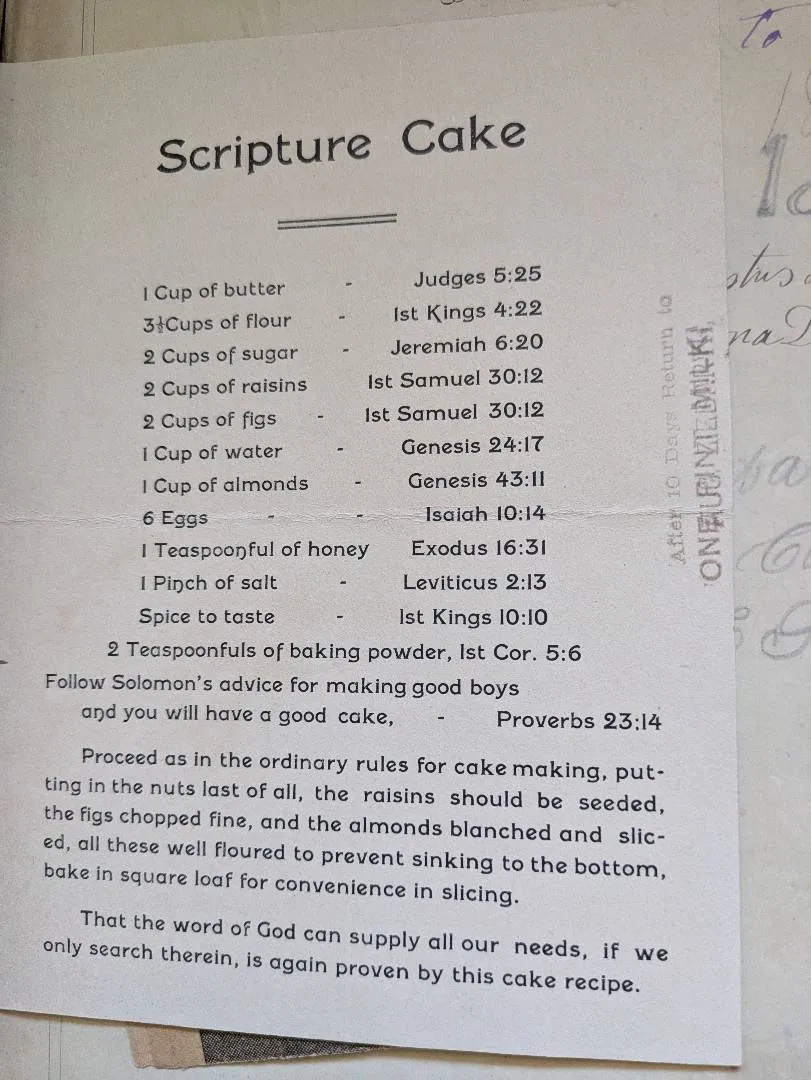 Scripture Cake
1 Cup of butter - Judges 5:25
3½Cups of flour - 1st Kings 4:22
2 Cups of sugar - Jeremiah 6:20
2 Cups of raisins 1st Samuel 30:12
2 Cups of figs - 1st Samuel 30:12
1 Cup of water - Genesis 24:17
1 Cup of almonds - Genesis 43:11
6 Eggs - - Isaiah 10:14
1 Teaspoonful of honey Exodus 16:31
1 Pinch of salt - Leviticus 2:13
Spice to taste - 1st Kings 10:10
2 Teaspoonfuls of baking powder, 1st Cor. 5:6
Follow Solomon's advice for making good boys
and you will have a good cake, - Proverbs 23:14
Proceed as in the ordinary rules for cake making, put-
ting in the nuts last of all, the raisins should be seeded,
the figs chopped fine, and the almonds blanched and slic-
ed, all these well floured to prevent sinking to the bottom,
bake in square loaf for convenience in slicing.
That the word of God can supply all our needs, if we
only search therein, is again proven by this cake recipe.
After 10 Days Return to
To